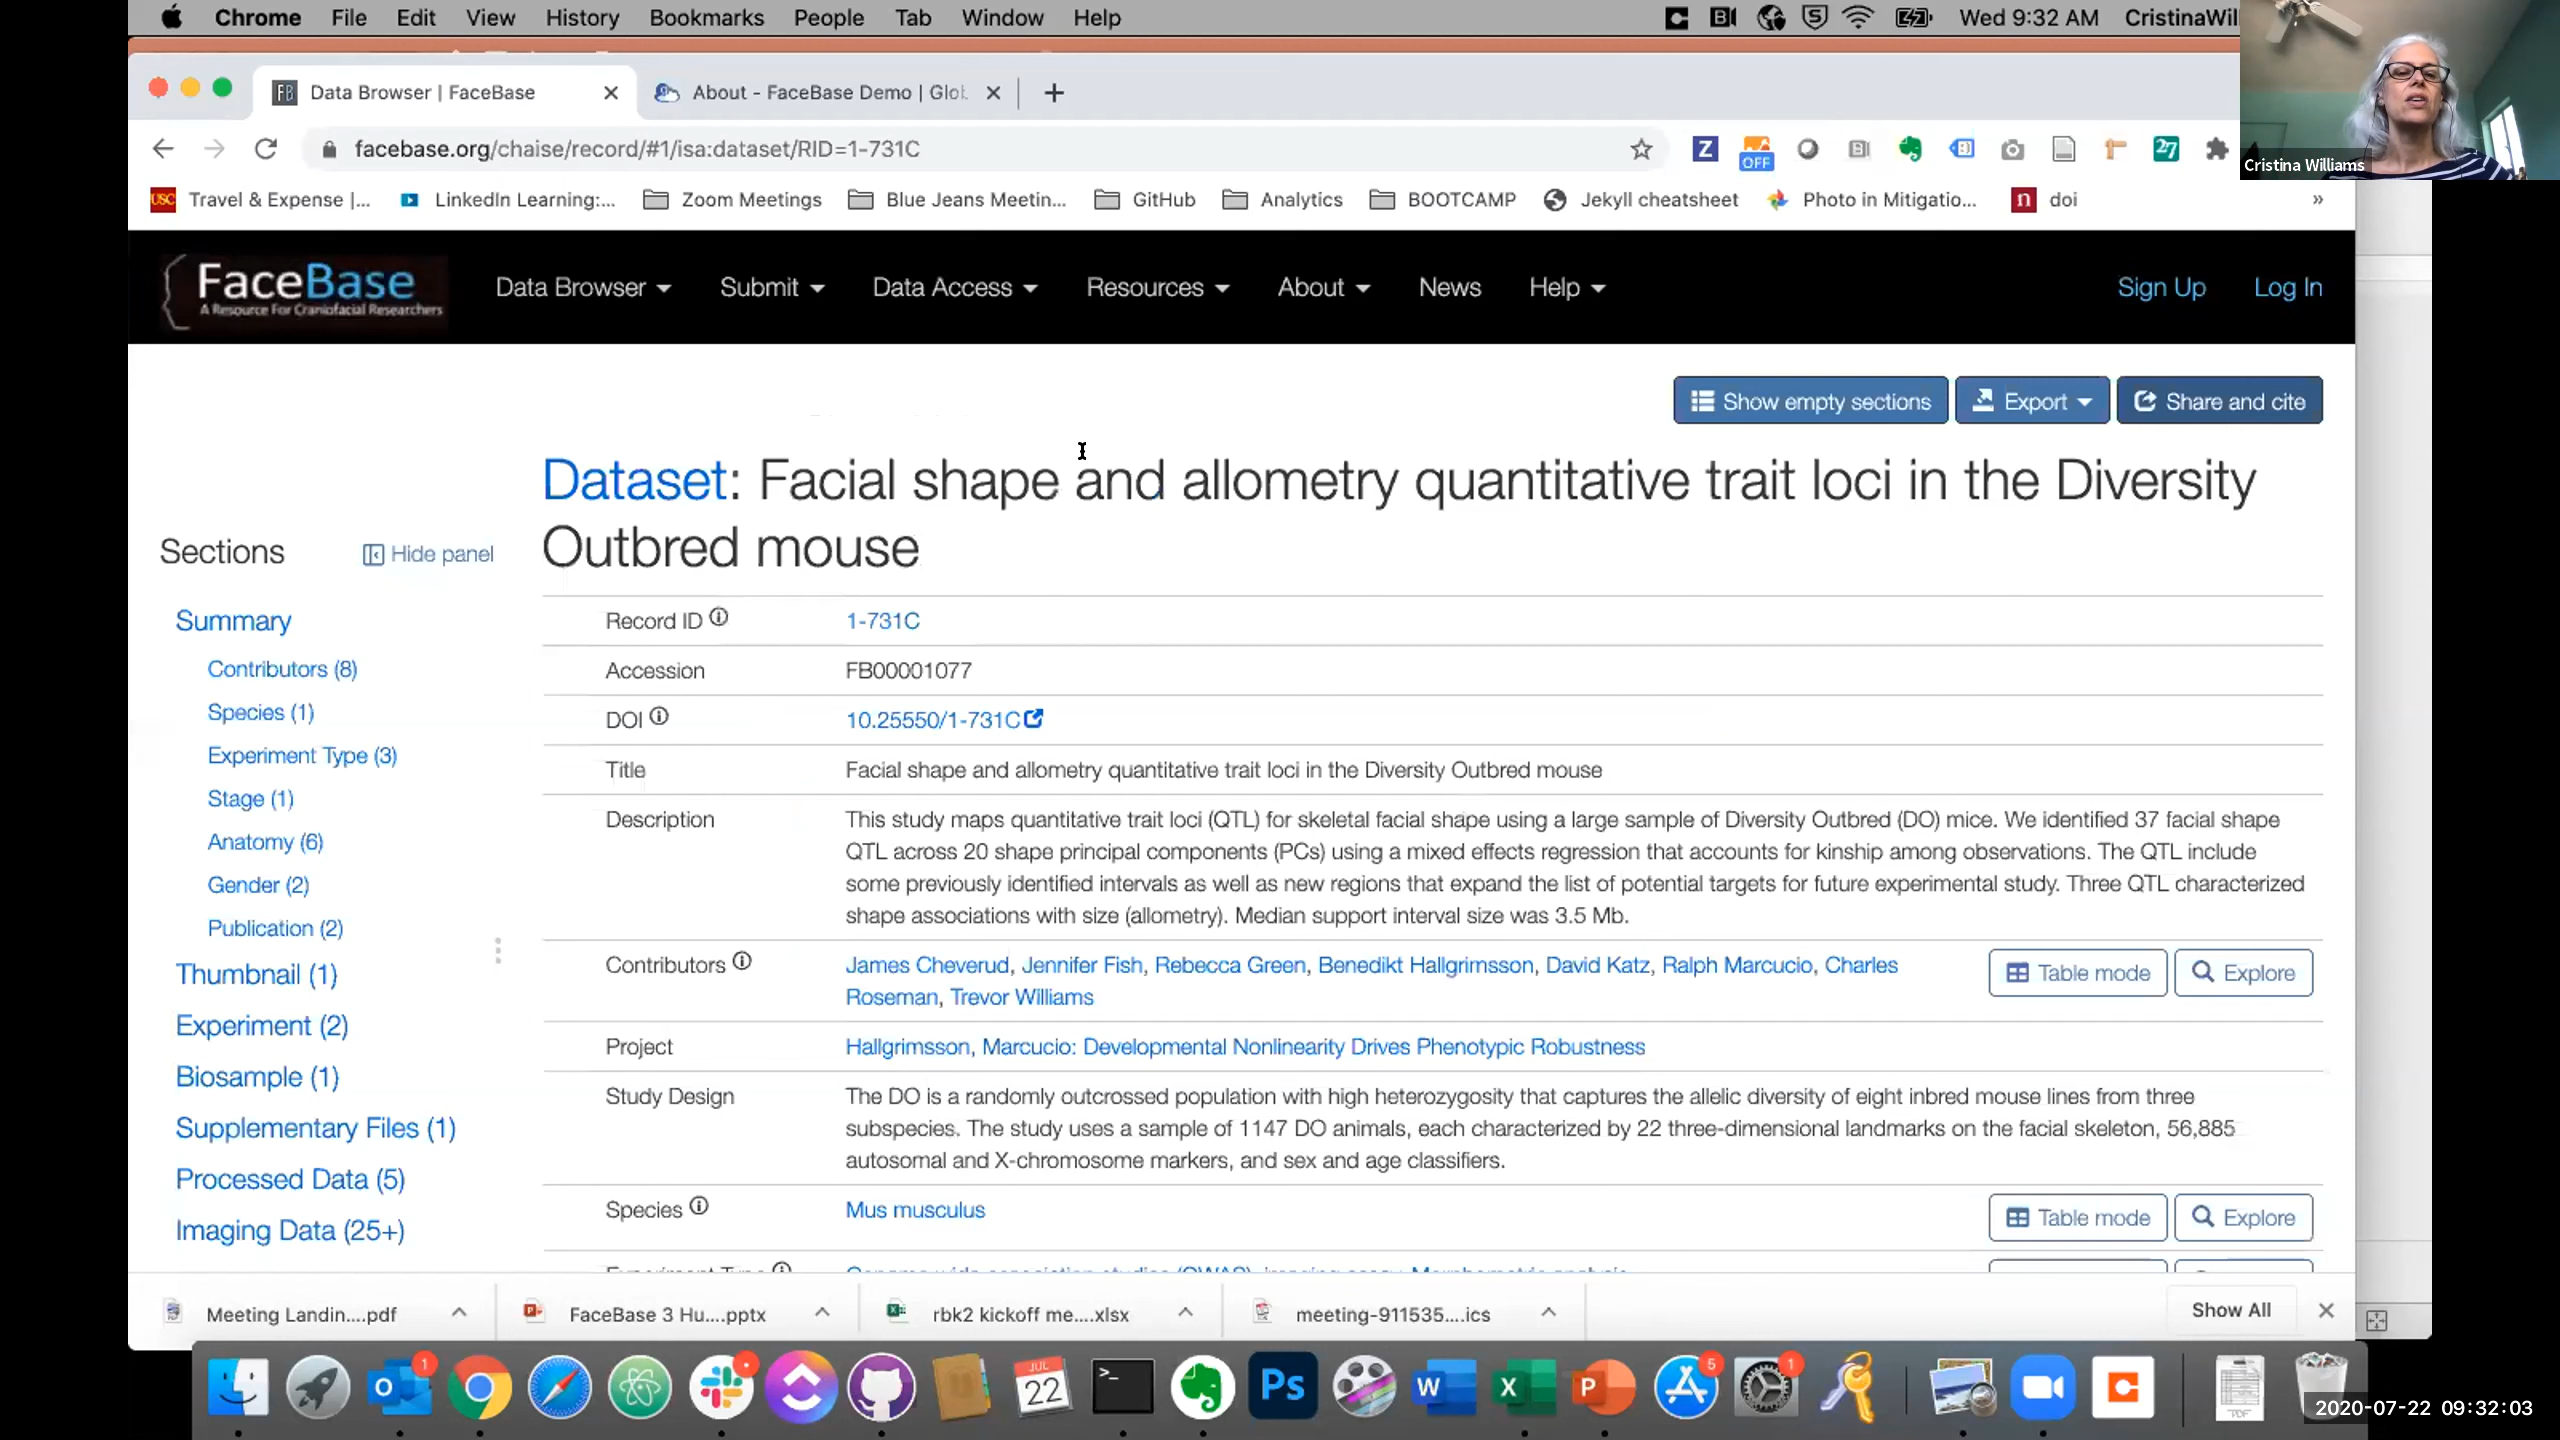 Chrome File Edit View History Bookmarks People Tab Window Help Wed 9:32 AM CristinaWil
Data Browser | FaceBase About - FaceBase Demo | Glo
facebase.org/chaise/record/#1/isa:dataset/RID=1-731C
Z OFF 27
Cristina Williams
USC Travel & Expense |... LinkedIn Learning:... Zoom Meetings Blue Jeans Meetin... GitHub Analytics BOOTCAMP Jekyll cheatsheet Photo in Mitigatio... n doi »
FaceBase
A Resource For Craniofacial Researchers
Data Browser Submit Data Access Resources About News Help Sign Up Log In
Show empty sections Export Share and cite
Dataset: Facial shape and allometry quantitative trait loci in the Diversity
Outbred mouse
Sections Hide panel
Summary
Contributors (8)
Species (1)
Experiment Type (3)
Stage (1)
Anatomy (6)
Gender (2)
Publication (2)
Thumbnail (1)
Experiment (2)
Biosample (1)
Supplementary Files (1)
Processed Data (5)
Imaging Data (25+)
Record ID 1-731C
Accession FB00001077
DOI 10.25550/1-731C
Title Facial shape and allometry quantitative trait loci in the Diversity Outbred mouse
Description This study maps quantitative trait loci (QTL) for skeletal facial shape using a large sample of Diversity Outbred (DO) mice. We identified 37 facial shape
QTL across 20 shape principal components (PCs) using a mixed effects regression that accounts for kinship among observations. The QTL include
some previously identified intervals as well as new regions that expand the list of potential targets for future experimental study. Three QTL characterized
shape associations with size (allometry). Median support interval size was 3.5 Mb.
Contributors James Cheverud, Jennifer Fish, Rebecca Green, Benedikt Hallgrimsson, David Katz, Ralph Marcucio, Charles
Roseman, Trevor Williams
Table mode Explore
Project Hallgrimsson, Marcucio: Developmental Nonlinearity Drives Phenotypic Robustness
Study Design The DO is a randomly outcrossed population with high heterozygosity that captures the allelic diversity of eight inbred mouse lines from three
subspecies. The study uses a sample of 1147 DO animals, each characterized by 22 three-dimensional landmarks on the facial skeleton, 56,885
autosomal and X-chromosome markers, and sex and age classifiers.
Species Mus musculus Table mode Explore
Meeting Landin....pdf FaceBase 3 Hu....pptx rbk2 kickoff me....xlsx meeting-911535....ics Show All
1 JUL 22 Ps W X P 5 1
2020-07-22 09:32:03